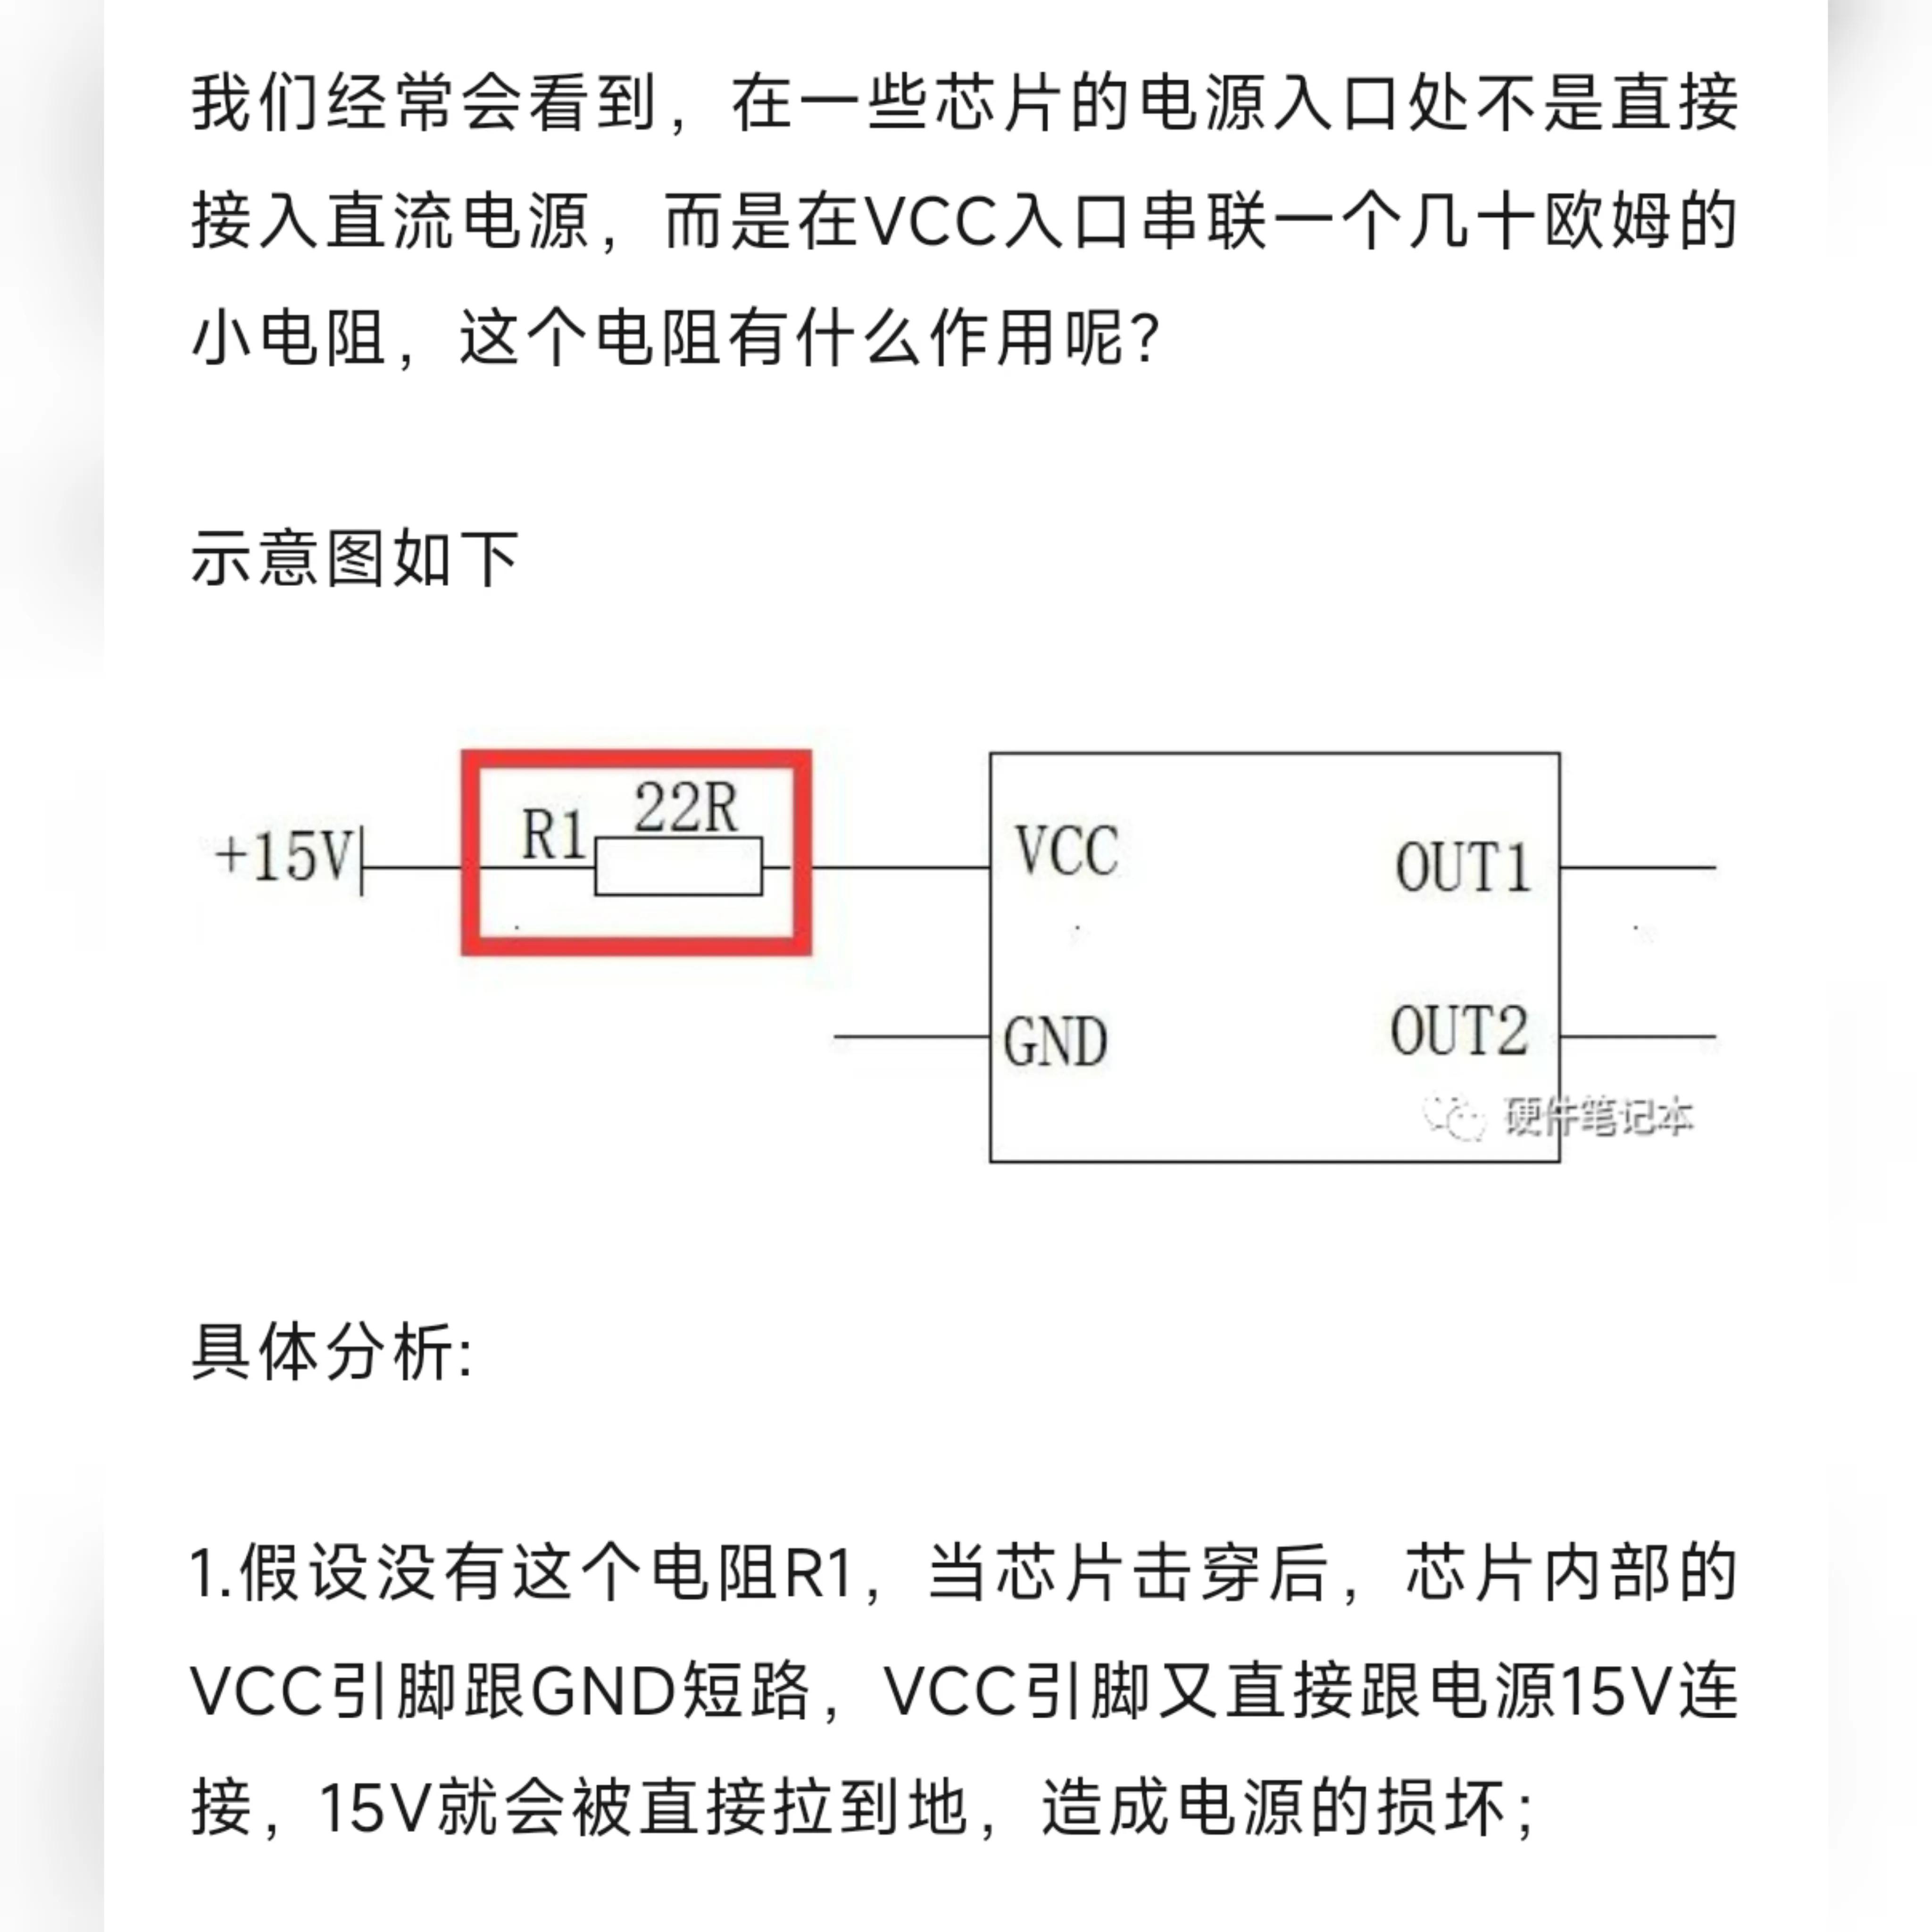 我们经常会看到，在一些芯片的电源入口处不是直接
接入直流电源，而是在VCC入口串联一个几十欧姆的
小电阻，这个电阻有什么作用呢？
示意图如下
22R
R1
+15V
VCC
OUT1
GND
OUT2
硬件笔记本
具体分析:
1.假设没有这个电阻R1，当芯片击穿后，芯片内部的
VCC引脚跟GND短路，VCC引脚又直接跟电源15V连
接，15V就会被直接拉到地，造成电源的损坏；